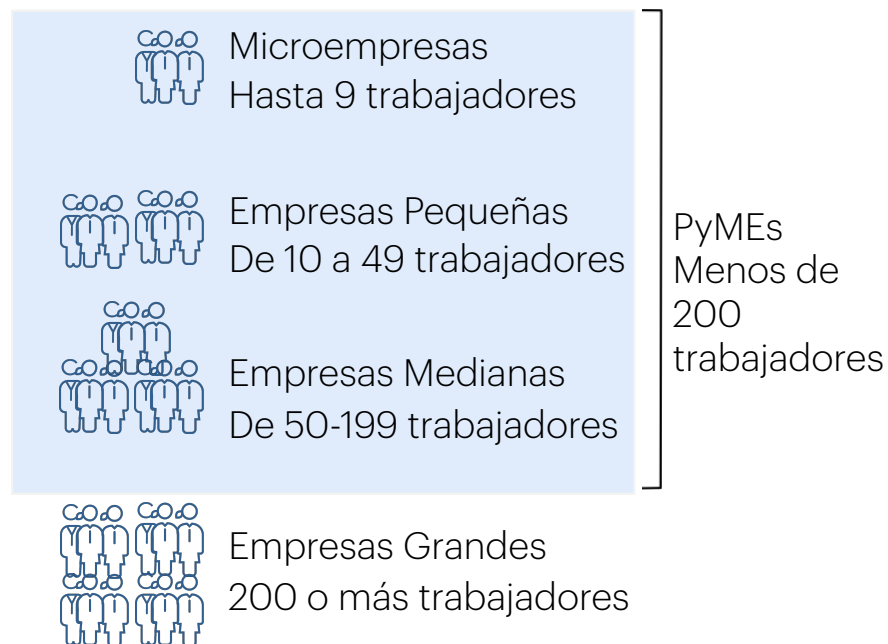 Microempresas
Hasta 9 trabajadores
Empresas Pequeñas
De 10 a 49 trabajadores
Empresas Medianas
De 50-199 trabajadores
PyMEs
Menos de
200
trabajadores
Empresas Grandes
200 o más trabajadores